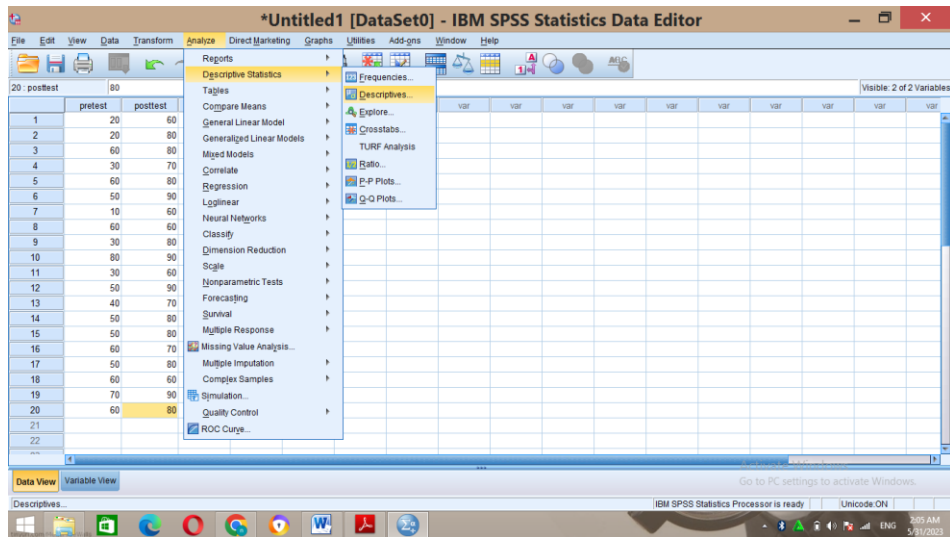 *Untitled1 [DataSet0] - IBM SPSS Statistics Data Editor
File Edit View Data Transform Analyze Direct Marketing Graphs Utilities Add-ons Window Help
20 : posttest 80 Visible: 2 of 2 Variables
pretest posttest var var var var var var var var var var
1 20 60
2 20 80
3 60 80
4 30 70
5 60 80
6 50 90
7 10 60
8 60 60
9 30 80
10 80 90
11 30 60
12 50 90
13 40 70
14 50 80
15 50 80
16 60 70
17 50 80
18 60 60
19 70 90
20 60 80
21
22
Reports
Descriptive Statistics
Tables
Compare Means
General Linear Model
Generalized Linear Models
Mixed Models
Correlate
Regression
Loglinear
Neural Networks
Classify
Dimension Reduction
Scale
Nonparametric Tests
Forecasting
Survival
Multiple Response
Missing Value Analysis...
Multiple Imputation
Complex Samples
Simulation...
Quality Control
ROC Curve...
Frequencies...
Descriptives...
Explore...
Crosstabs...
TURF Analysis
Ratio...
P-P Plots...
Q-Q Plots...
Data View Variable View
Go to PC settings to activate Windows.
Descriptives... IBM SPSS Statistics Processor is ready Unicode:ON
ENG 2:05 AM
5/31/2023